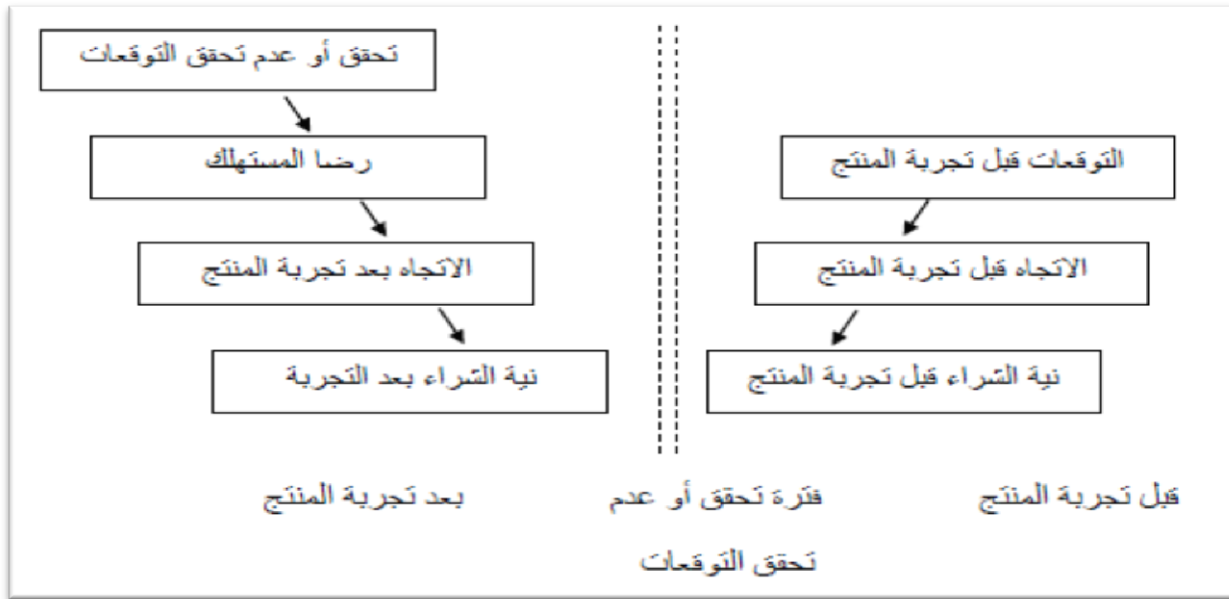 تحقق أو عدم تحقق التوقعات
رضا المستهلك
التوقعات قبل تجربة المنتج
الاتجاه بعد تجربة المنتج
الاتجاه قبل تجربة المنتج
نية الشراء بعد التجربة
نية الشراء قبل تجربة المنتج
قبل تجربة المنتج
فترة تحقق أو عدم
تحقق التوقعات
بعد تجربة المنتج